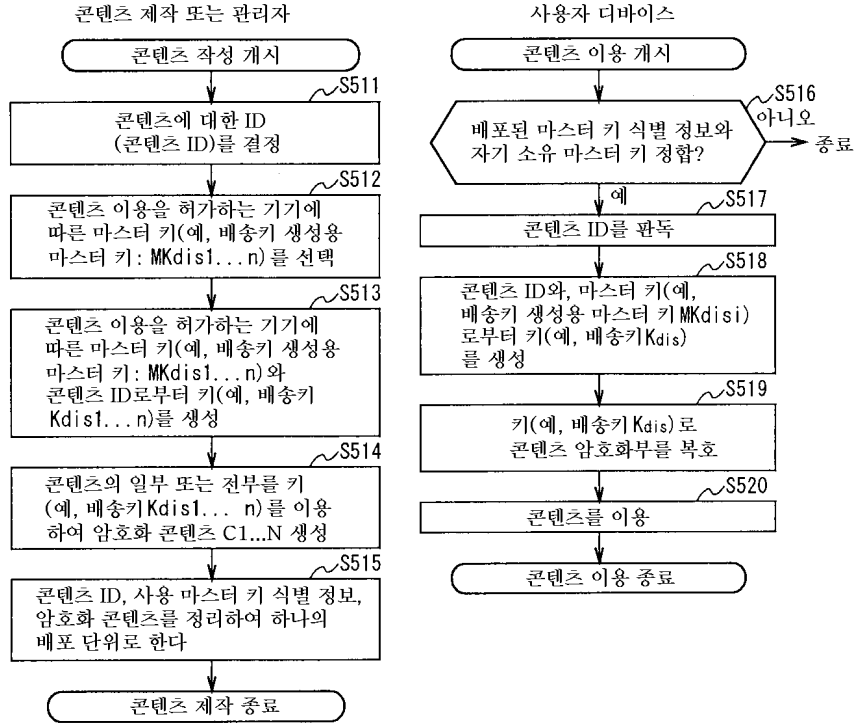 콘텐츠 제작 또는 관리자
콘텐츠 작성 개시
S511
콘텐츠에 대한 ID
(콘텐츠 ID)를 결정
S512
콘텐츠 이용을 허가하는 기기에
따른 마스터 키(예, 배송키 생성용
마스터 키: MKdis1...n)를 선택
S513
콘텐츠 이용을 허가하는 기기에
따른 마스터 키(예, 배송키 생성용
마스터 키: MKdis1...n)와
콘텐츠 ID로부터 키(예, 배송키
Kdis1...n)를 생성
S514
콘텐츠의 일부 또는 전부를 키
(예, 배송키Kdis1... n)를 이용
하여 암호화 콘텐츠 C1...N 생성
S515
콘텐츠 ID, 사용 마스터 키 식별 정보,
암호화 콘텐츠를 정리하여 하나의
배포 단위로 한다
콘텐츠 제작 종료
사용자 디바이스
콘텐츠 이용 개시
S516
배포된 마스터 키 식별 정보와
자기 소유 마스터 키 정합?
아니오
종료
예
S517
콘텐츠 ID를 판독
S518
콘텐츠 ID와, 마스터 키(예,
배송키 생성용 마스터 키MKdisi)
로부터 키(예, 배송키Kdis)
를 생성
S519
키(예, 배송키Kdis)로
콘텐츠 암호화부를 복호
S520
콘텐츠를 이용
콘텐츠 이용 종료